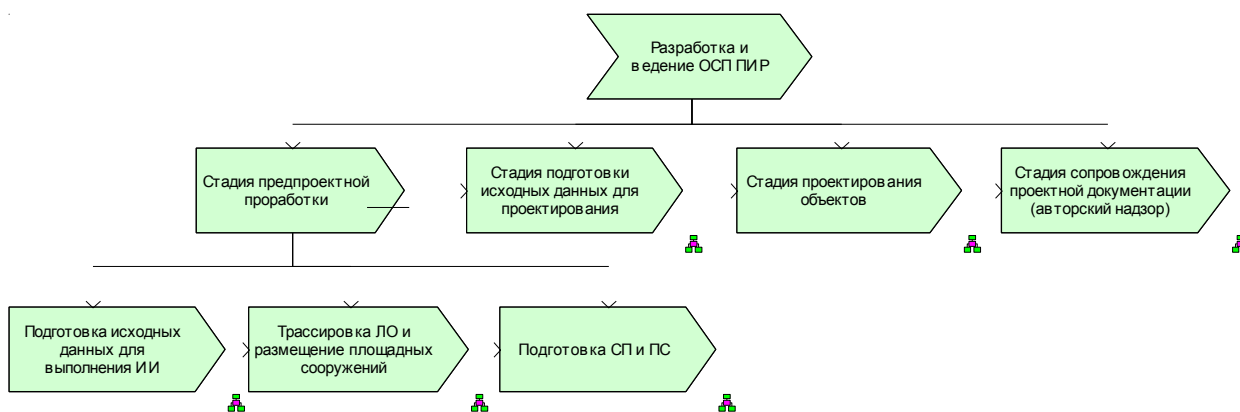 Разработка и
ведение ОСП ПИР
Стадия предпроектной
проработки
Стадия подготовки
исходных данных для
проектирования
Стадия проектирования
объектов
Стадия сопровождения
проектной документации
(авторский надзор)
Подготовка исходных
данных для
выполнения ИИ
Трассировка ЛО и
размещение площадных
сооружений
Подготовка СП и ПС